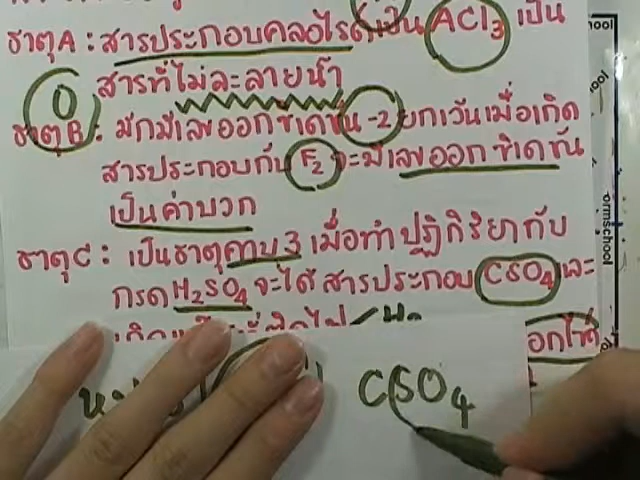 ธาตุA : สารประกอบคลอไรด์เป็น ACl3 เป็น
สารที่ไม่ละลายน้ำ
O
ธาตุB : มักมีเลขออกซิเดชัน -2 ยกเว้นเมื่อเกิด
สารประกอบกับ F2 จะมีเลขออกซิเดชัน
เป็นค่าบวก
ธาตุC : เป็นธาตุคาบ 3 เมื่อทำปฏิกิริยากับ
กรด H2SO4 จะได้ สารประกอบ CSO4 และ
CSO4